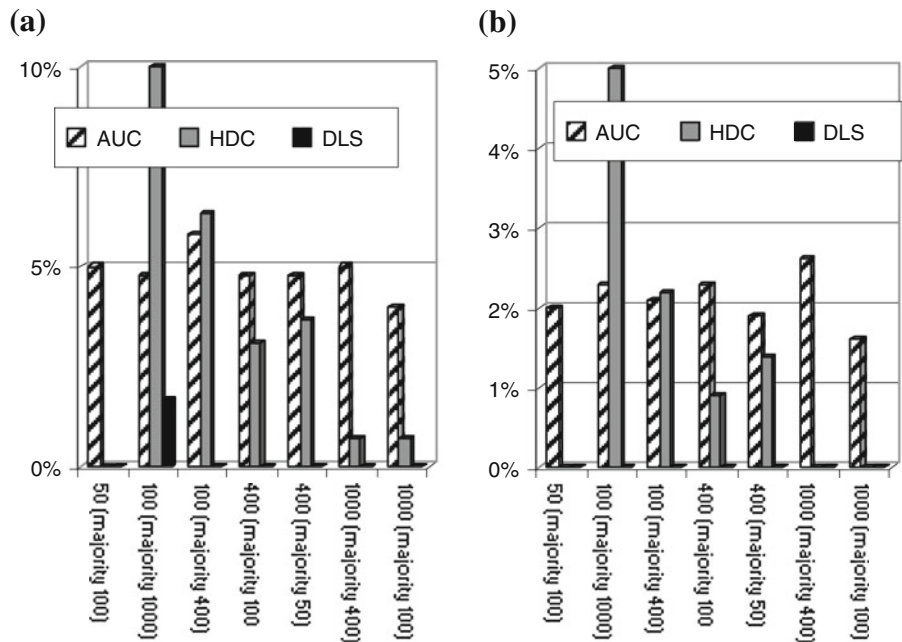 (a)
10%
5%
0%
AUC HDC DLS
50 (majority 100)
100 (majority 1000)
100 (majority 400)
400 (majority 100
400 (majority 50)
1000 (majority 400)
1000 (majority 100)
(b)
5%
4%
3%
2%
1%
0%
AUC HDC DLS
50 (majority 100)
100 (majority 1000)
100 (majority 400)
400 (majority 100
400 (majority 50)
1000 (majority 400)
1000 (majority 100)